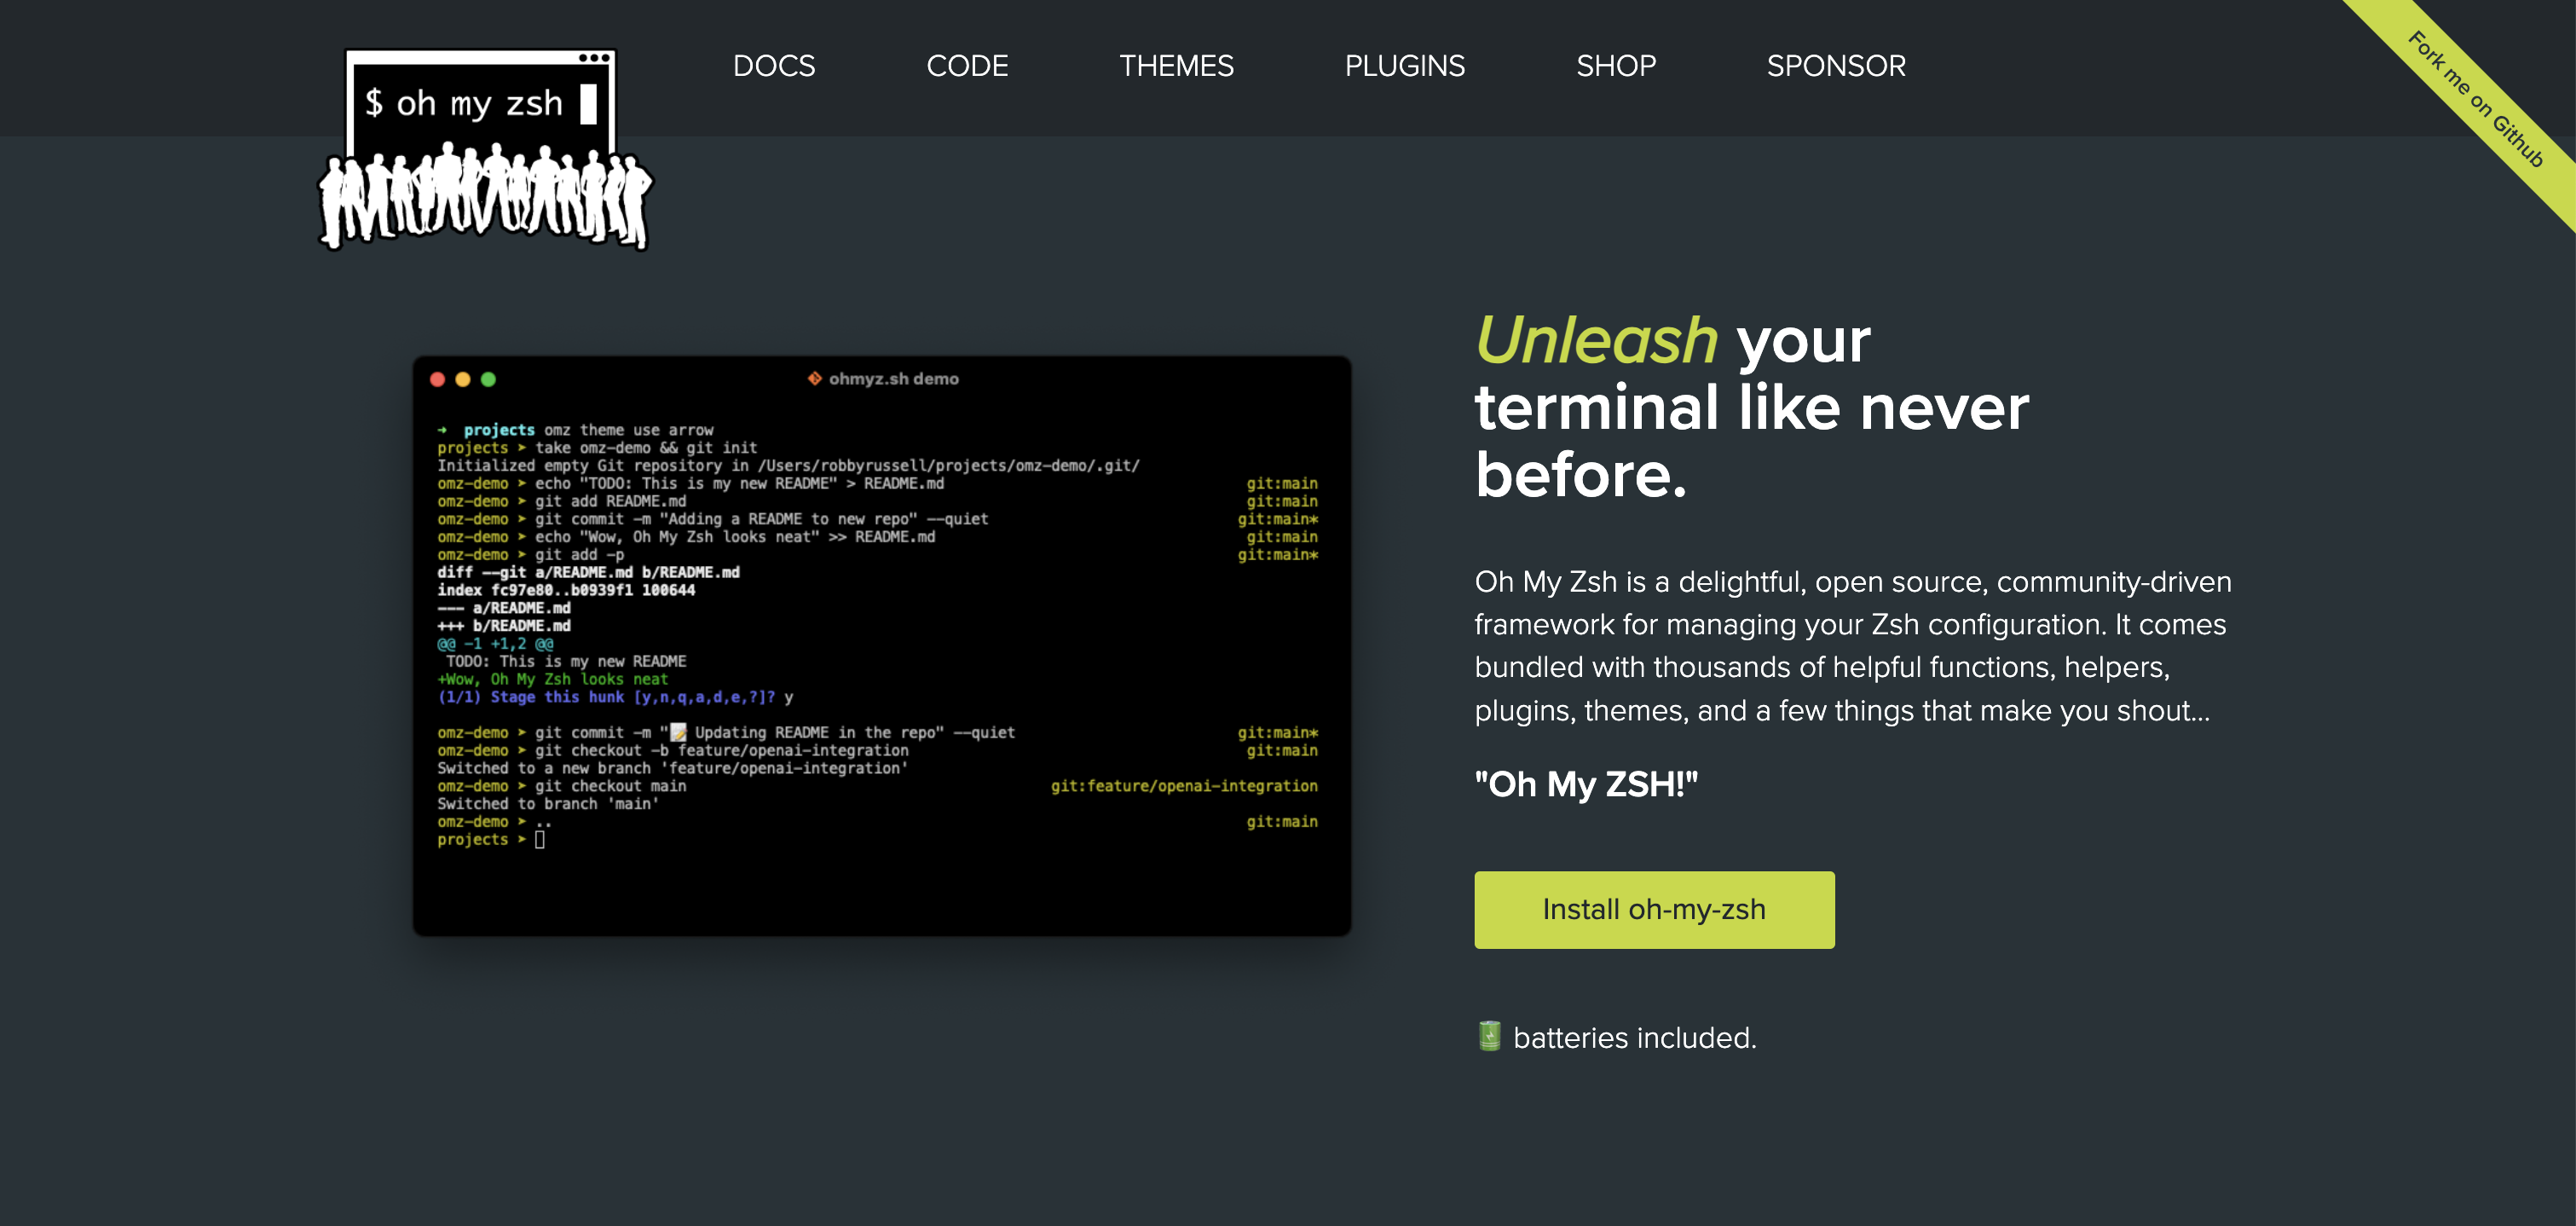 $ oh my zsh
DOCS
CODE
THEMES
PLUGINS
SHOP
SPONSOR
Fork me on Github
ohmyz.sh demo
➜ projects omz theme use arrow
projects ➤ take omz-demo && git init
Initialized empty Git repository in /Users/robbyrussell/projects/omz-demo/.git/
omz-demo ➤ echo "TODO: This is my new README" > README.md git:main
omz-demo ➤ git add README.md git:main
omz-demo ➤ git commit -m "Adding a README to new repo" --quiet git:main*
omz-demo ➤ echo "Wow, Oh My Zsh looks neat" >> README.md git:main
omz-demo ➤ git add -p git:main*
diff --git a/README.md b/README.md
index fc97e80..b0939f1 100644
--- a/README.md
+++ b/README.md
@@ -1 +1,2 @@
TODO: This is my new README
+Wow, Oh My Zsh looks neat
(1/1) Stage this hunk [y,n,q,a,d,e,?]? y
omz-demo ➤ git commit -m "📝 Updating README in the repo" --quiet git:main*
omz-demo ➤ git checkout -b feature/openai-integration git:main
Switched to a new branch 'feature/openai-integration'
omz-demo ➤ git checkout main git:feature/openai-integration
Switched to branch 'main'
omz-demo ➤ .. git:main
projects ➤
Unleash your
terminal like never
before.
Oh My Zsh is a delightful, open source, community-driven
framework for managing your Zsh configuration. It comes
bundled with thousands of helpful functions, helpers,
plugins, themes, and a few things that make you shout...
"Oh My ZSH!"
Install oh-my-zsh
🔋 batteries included.